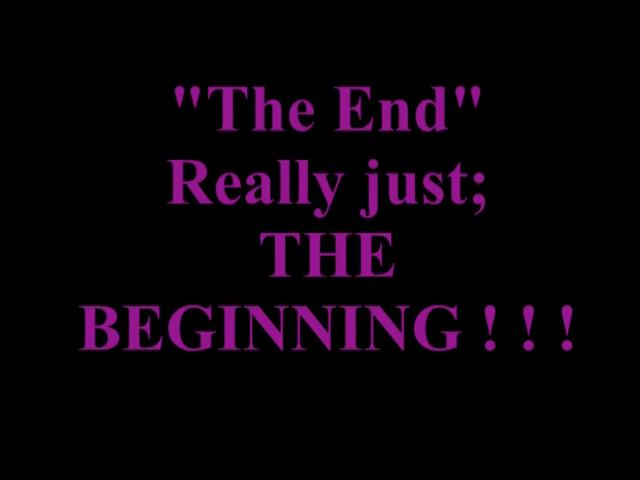 "The End"
Really just;
THE
BEGINNING ! ! !